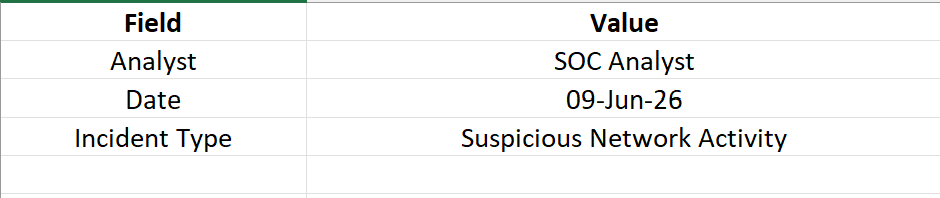 Field Value
Analyst SOC Analyst
Date 09-Jun-26
Incident Type Suspicious Network Activity